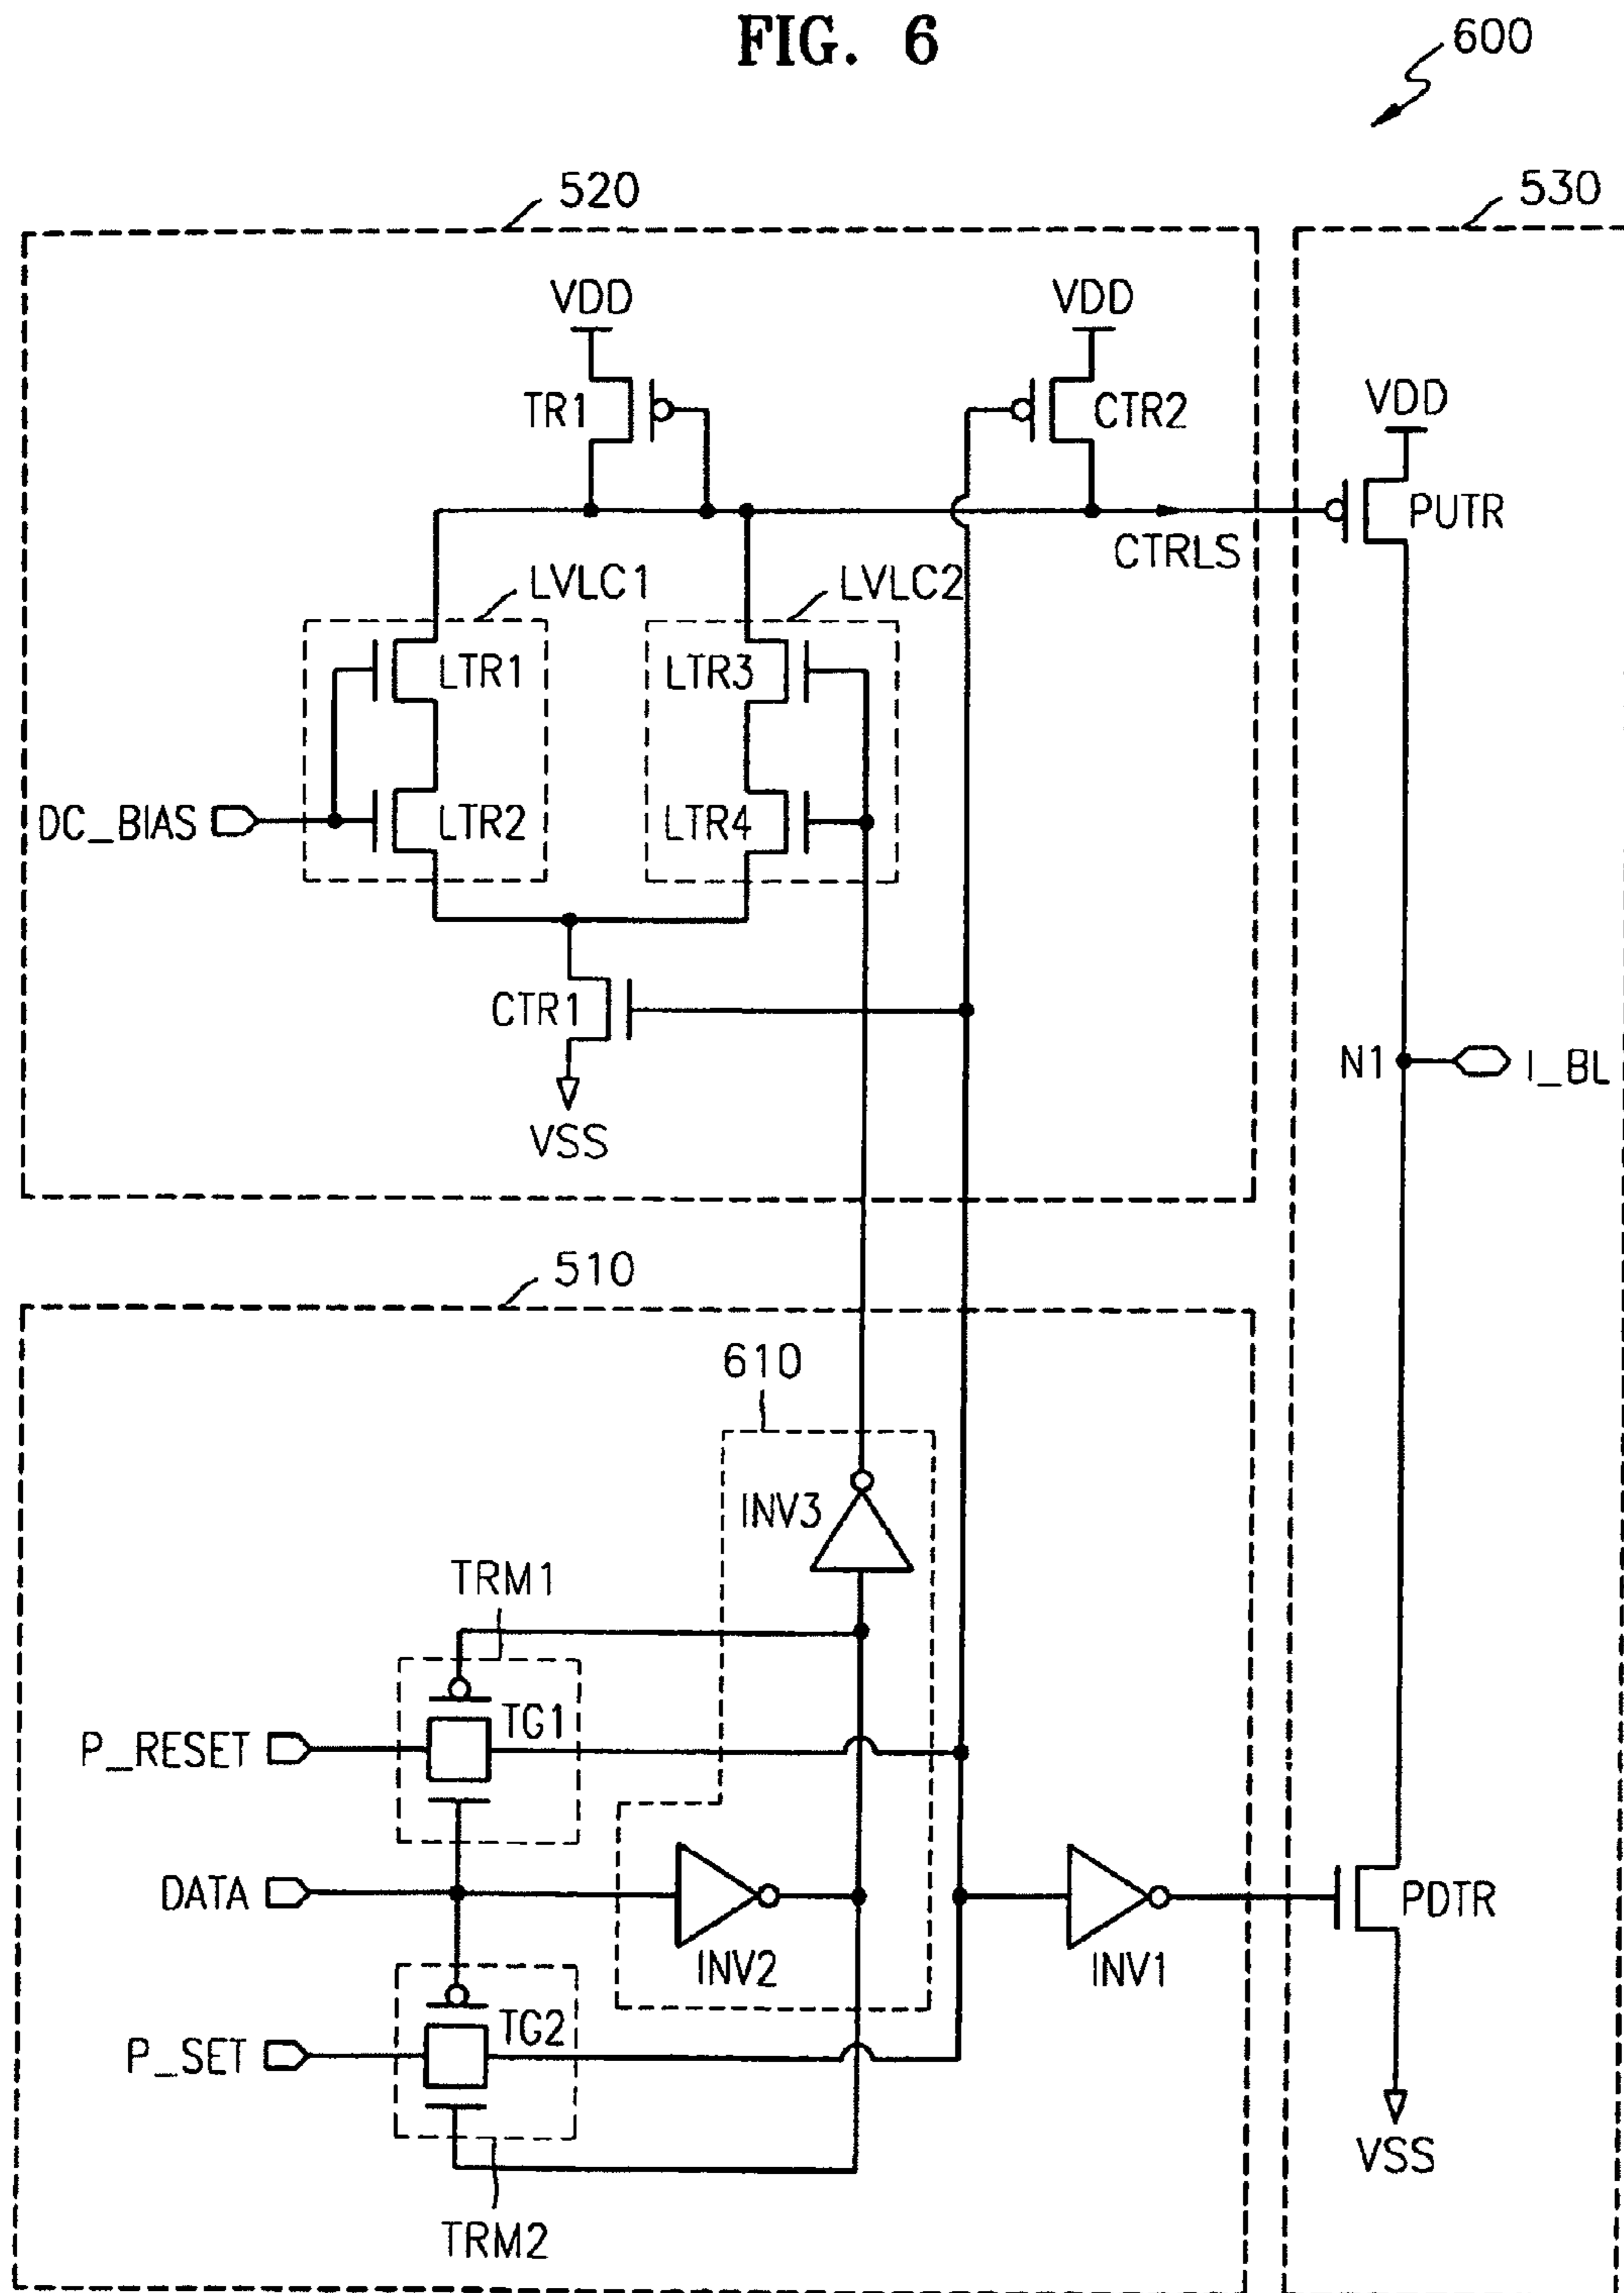 FIG. 6
600
520
530
VDD
VDD
TR1
CTR2
VDD
PUTR
CTRLS
LVLC1
LVLC2
LTR1
LTR3
DC_BIAS
LTR2
LTR4
CTR1
N1
I_BL
VSS
510
610
INV3
TRM1
TG1
P_RESET
DATA
PDTR
INV2
INV1
TG2
P_SET
VSS
TRM2